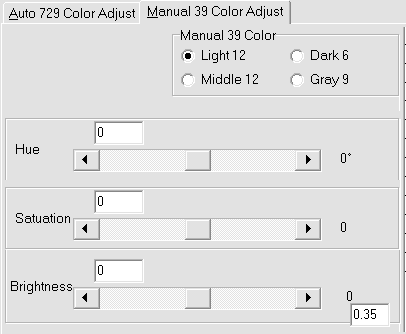 Auto 729 Color Adjust Manual 39 Color Adjust
Manual 39 Color
Light 12 Dark 6
Middle 12 Gray 9
0
Hue 0°
0
Satuation 0
0
Brightness 0
0.35